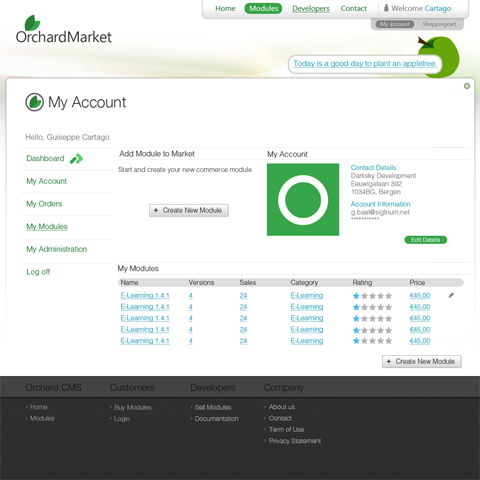 Home Modules Developers Contact Welcome Cartago
My account Shoppingcart
OrchardMarket
Today is a good day to plant an appletree.
My Account
Hello, Guiseppe Cartago
Dashboard
My Account
My Orders
My Modules
My Administration
Log off
Add Module to Market
Start and create your new commerce module.
+ Create New Module
My Account
Contact Details
Darksky Development
Eeuwigelaan 392
1034BG, Bergen
Account Information
g.baal@sigtrium.net
***********
Edit Details
My Modules
Name Versions Sales Category Rating Price
E-Learning 1.4.1 4 24 E-Learning €45,00
E-Learning 1.4.1 4 24 E-Learning €45,00
E-Learning 1.4.1 4 24 E-Learning €45,00
E-Learning 1.4.1 4 24 E-Learning €45,00
E-Learning 1.4.1 4 24 E-Learning €45,00
+ Create New Module
Orchard CMS
Home
Modules
Customers
Buy Modules
Login
Developers
Sell Modules
Documentation
Company
About us
Contact
Term of Use
Privacy Statement